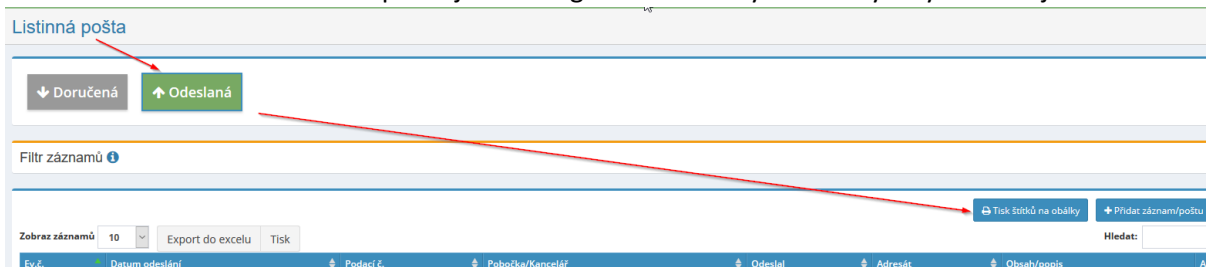 Listinná pošta
Doručená
Odeslaná
Filtr záznamů
Tisk štítků na obálky
Přidat záznam/poštu
Zobraz záznamů 10 Export do excelu Tisk Hledat:
Ev.č. Datum odeslání Podací č. Pobočka/Kancelář Odeslal Adresát Obsah/popis A